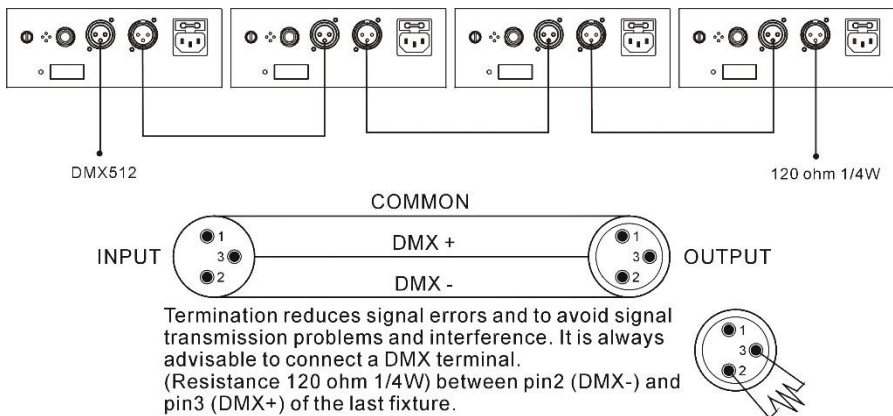 DMX512
120 ohm 1/4W
COMMON
INPUT
1
DMX +
3
2
DMX -
1
3
2
OUTPUT
Termination reduces signal errors and to avoid signal
transmission problems and interference. It is always
advisable to connect a DMX terminal.
(Resistance 120 ohm 1/4W) between pin2 (DMX-) and
pin3 (DMX+) of the last fixture.
1
3
2